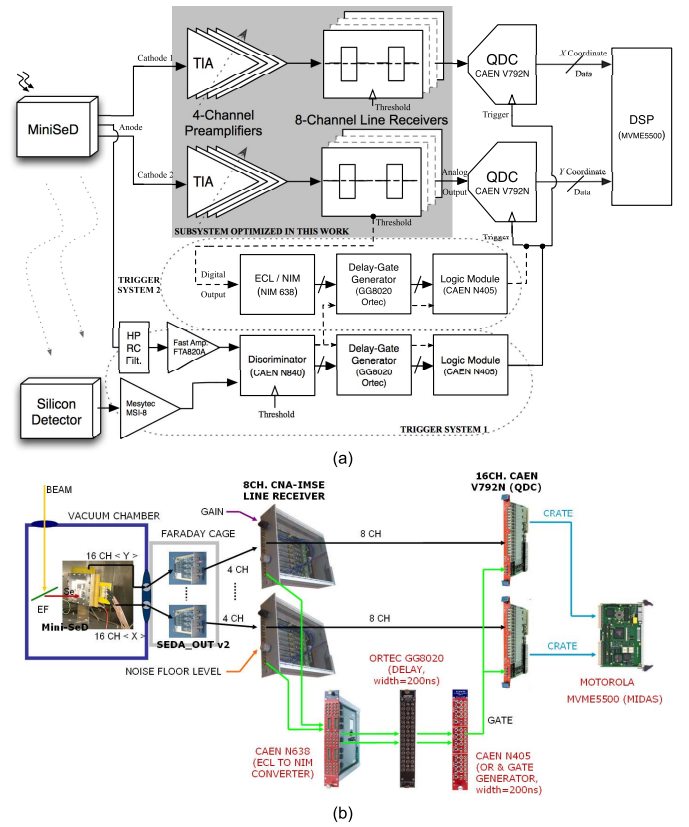 MiniSeD
Cathode 1
Anode
Cathode 2
TIA
4-Channel
Preamplifiers
TIA
8-Channel Line Receivers
Threshold
Threshold
SUBSYSTEM OPTIMIZED IN THIS WORK
Analog
Output
QDC
CAEN V792N
Trigger
QDC
CAEN V792N
Trigger
X Coordinate
Data
Y Coordinate
Data
DSP
(MVME5500)
TRIGGER
SYSTEM 2
Digital
Output
ECL / NIM
(NIM 638)
Delay-Gate
Generator
(GG8020
Ortec)
Logic Module
(CAEN N405)
HP
RC
Filt.
Fast Amp.
FTA820A
Discriminator
(CAEN N840)
Threshold
Delay-Gate
Generator
(GG8020
Ortec)
Logic Module
(CAEN N405)
Silicon
Detector
Mesytec
MSI-8
TRIGGER SYSTEM 1
(a)
BEAM
VACUUM CHAMBER
16 CH < Y >
EF
Se
Mini-SeD
16 CH < X >
FARADAY CAGE
SEDA_OUT v2
4 CH
4 CH
8CH. CNA-IMSE
LINE RECEIVER
GAIN
NOISE FLOOR LEVEL
8 CH
8 CH
16CH. CAEN
V792N (QDC)
CRATE
CRATE
MOTOROLA
MVME5500 (MIDAS)
ORTEC GG8020
(DELAY,
width=200ns)
GATE
CAEN N638
(ECL TO NIM
CONVERTER)
CAEN N405
(OR & GATE
GENERATOR,
width=200ns)
(b)